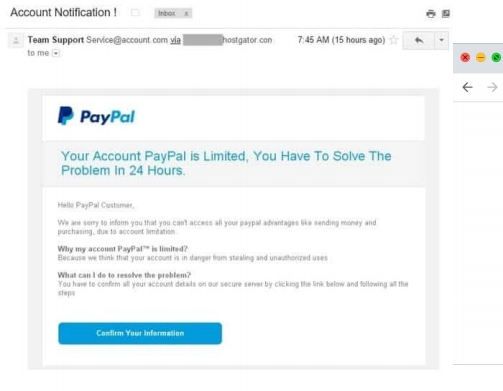 Account Notification ! Inbox x
Team Support Service@account.com via hostgator.con 7:45 AM (15 hours ago)
to me
PayPal
Your Account PayPal is Limited, You Have To Solve The
Problem In 24 Hours.
Hello PayPal Customer,
We are sorry to inform you that you can't access all your paypal advantages like sending money and
purchasing, due to account limitation.
Why my account PayPal™ is limited?
Because we think that your account is in danger from stealing and unauthorized uses
What can I do to resolve the problem?
You have to confirm all your account details on our secure server by clicking the link below and following all the
steps
Confirm Your Information